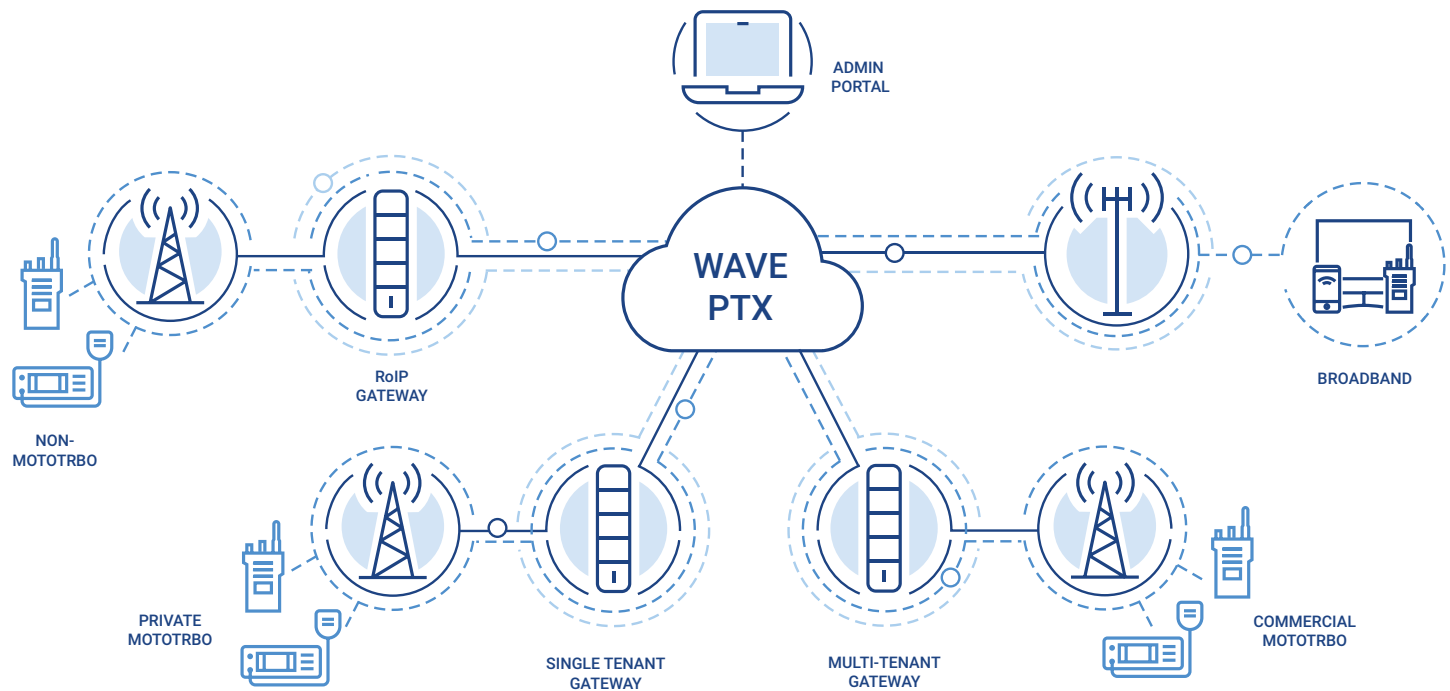 ADMIN
PORTAL
WAVE
PTX
RoIP
GATEWAY
BROADBAND
NON-
MOTOTRBO
PRIVATE
MOTOTRBO
SINGLE TENANT
GATEWAY
MULTI-TENANT
GATEWAY
COMMERCIAL
MOTOTRBO